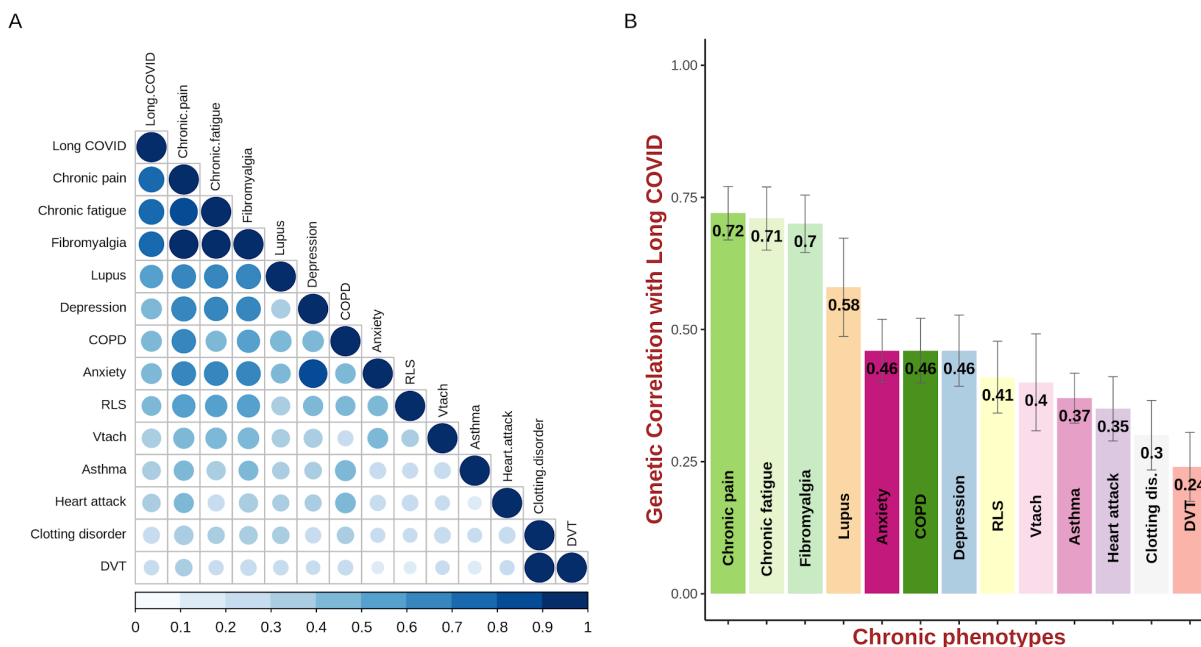 A
Long.COVID
Chronic.pain
Chronic.fatigue
Fibromyalgia
Lupus
Depression
COPD
Anxiety
RLS
Vtach
Asthma
Heart.attack
Clotting.disorder
DVT
Long COVID
Chronic pain
Chronic fatigue
Fibromyalgia
Lupus
Depression
COPD
Anxiety
RLS
Vtach
Asthma
Heart attack
Clotting disorder
DVT
0 0.1 0.2 0.3 0.4 0.5 0.6 0.7 0.8 0.9 1
B
Genetic Correlation with Long COVID
1.00
0.75
0.50
0.25
0.00
0.72
0.71
0.7
0.58
0.46
0.46
0.46
0.41
0.4
0.37
0.35
0.3
0.24
Chronic pain
Chronic fatigue
Fibromyalgia
Lupus
Anxiety
COPD
Depression
RLS
Vtach
Asthma
Heart attack
Clotting dis.
DVT
Chronic phenotypes